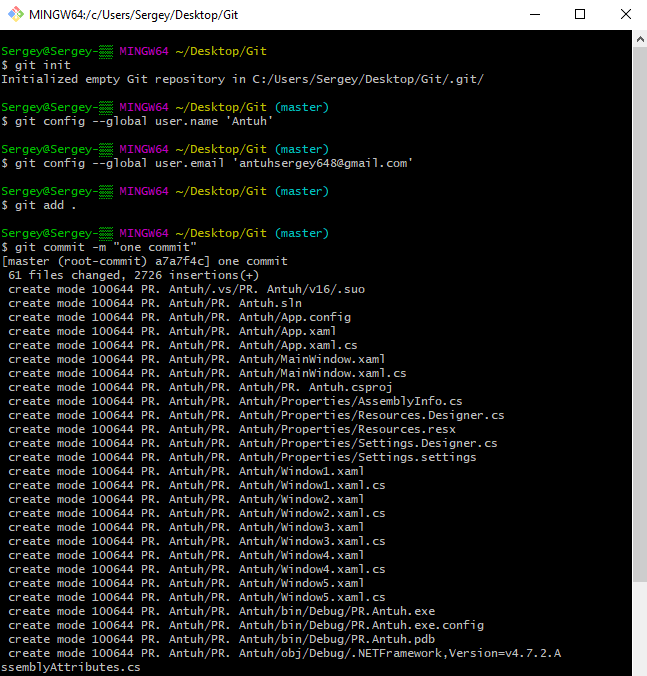 MINGW64:/c/Users/Sergey/Desktop/Git
Sergey@Sergey-▒▒ MINGW64 ~/Desktop/Git
$ git init
Initialized empty Git repository in C:/Users/Sergey/Desktop/Git/.git/
Sergey@Sergey-▒▒ MINGW64 ~/Desktop/Git (master)
$ git config --global user.name 'Antuh'
Sergey@Sergey-▒▒ MINGW64 ~/Desktop/Git (master)
$ git config --global user.email 'antuhsergey648@gmail.com'
Sergey@Sergey-▒▒ MINGW64 ~/Desktop/Git (master)
$ git add .
Sergey@Sergey-▒▒ MINGW64 ~/Desktop/Git (master)
$ git commit -m "one commit"
[master (root-commit) a7a7f4c] one commit
 61 files changed, 2726 insertions(+)
 create mode 100644 PR. Antuh/.vs/PR. Antuh/v16/.suo
 create mode 100644 PR. Antuh/PR. Antuh.sln
 create mode 100644 PR. Antuh/PR. Antuh/App.config
 create mode 100644 PR. Antuh/PR. Antuh/App.xaml
 create mode 100644 PR. Antuh/PR. Antuh/App.xaml.cs
 create mode 100644 PR. Antuh/PR. Antuh/MainWindow.xaml
 create mode 100644 PR. Antuh/PR. Antuh/MainWindow.xaml.cs
 create mode 100644 PR. Antuh/PR. Antuh/PR. Antuh.csproj
 create mode 100644 PR. Antuh/PR. Antuh/Properties/AssemblyInfo.cs
 create mode 100644 PR. Antuh/PR. Antuh/Properties/Resources.Designer.cs
 create mode 100644 PR. Antuh/PR. Antuh/Properties/Resources.resx
 create mode 100644 PR. Antuh/PR. Antuh/Properties/Settings.Designer.cs
 create mode 100644 PR. Antuh/PR. Antuh/Properties/Settings.settings
 create mode 100644 PR. Antuh/PR. Antuh/Window1.xaml
 create mode 100644 PR. Antuh/PR. Antuh/Window1.xaml.cs
 create mode 100644 PR. Antuh/PR. Antuh/Window2.xaml
 create mode 100644 PR. Antuh/PR. Antuh/Window2.xaml.cs
 create mode 100644 PR. Antuh/PR. Antuh/Window3.xaml
 create mode 100644 PR. Antuh/PR. Antuh/Window3.xaml.cs
 create mode 100644 PR. Antuh/PR. Antuh/Window4.xaml
 create mode 100644 PR. Antuh/PR. Antuh/Window4.xaml.cs
 create mode 100644 PR. Antuh/PR. Antuh/Window5.xaml
 create mode 100644 PR. Antuh/PR. Antuh/Window5.xaml.cs
 create mode 100644 PR. Antuh/PR. Antuh/bin/Debug/PR.Antuh.exe
 create mode 100644 PR. Antuh/PR. Antuh/bin/Debug/PR.Antuh.exe.config
 create mode 100644 PR. Antuh/PR. Antuh/bin/Debug/PR.Antuh.pdb
 create mode 100644 PR. Antuh/PR. Antuh/obj/Debug/.NETFramework,Version=v4.7.2.A
ssemblyAttributes.cs